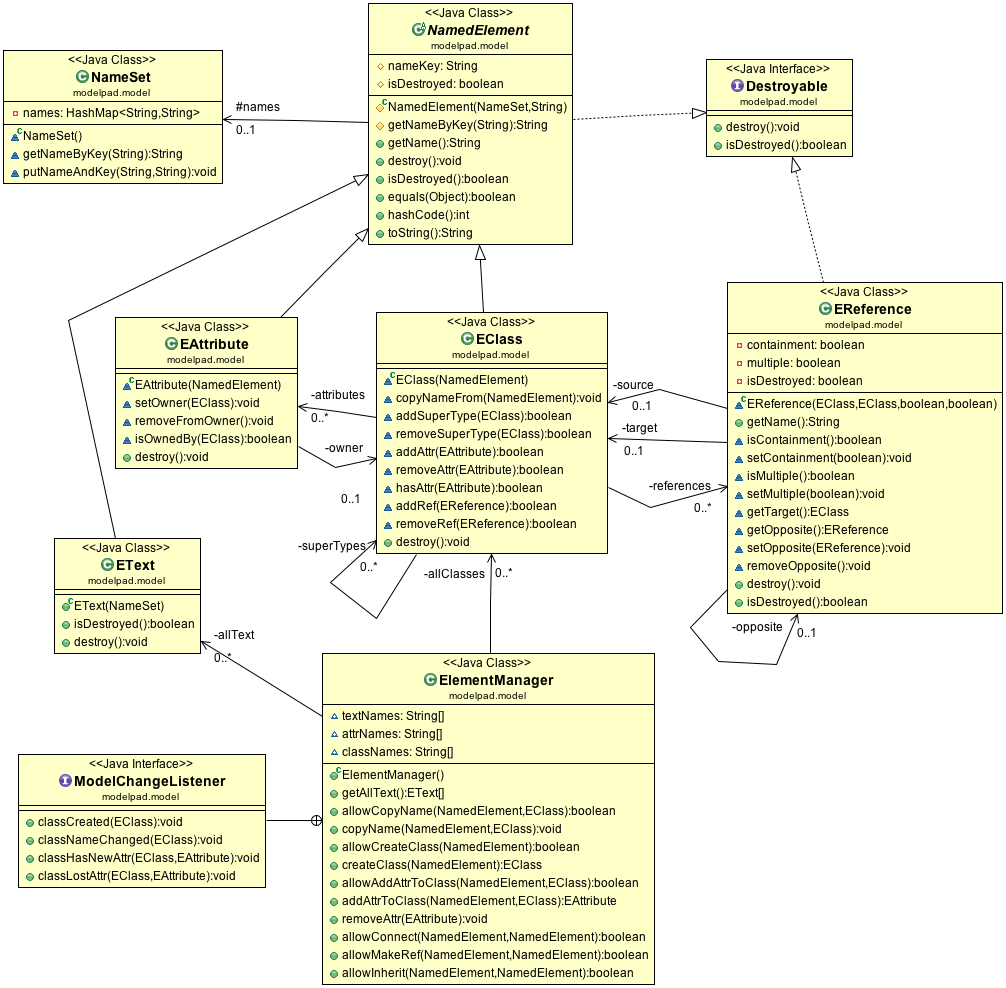 <<Java Class>>
NamedElement
modelpad.model
nameKey: String
isDestroyed: boolean
NamedElement(NameSet,String)
getNameByKey(String):String
getName():String
destroy():void
isDestroyed():boolean
equals(Object):boolean
hashCode():int
toString():String
<<Java Class>>
NameSet
modelpad.model
names: HashMap<String,String>
NameSet()
getNameByKey(String):String
putNameAndKey(String,String):void
#names
0..1
<<Java Interface>>
Destroyable
modelpad.model
destroy():void
isDestroyed():boolean
<<Java Class>>
EAttribute
modelpad.model
EAttribute(NamedElement)
setOwner(EClass):void
removeFromOwner():void
isOwnedBy(EClass):boolean
destroy():void
-attributes
0..*
-owner
0..1
<<Java Class>>
EClass
modelpad.model
EClass(NamedElement)
copyNameFrom(NamedElement):void
addSuperType(EClass):boolean
removeSuperType(EClass):boolean
addAttr(EAttribute):boolean
removeAttr(EAttribute):boolean
hasAttr(EAttribute):boolean
addRef(EReference):boolean
removeRef(EReference):boolean
destroy():void
-superTypes
0..*
-source
0..1
-target
0..1
-references
0..*
<<Java Class>>
EReference
modelpad.model
containment: boolean
multiple: boolean
isDestroyed: boolean
EReference(EClass,EClass,boolean,boolean)
getName():String
isContainment():boolean
setContainment(boolean):void
isMultiple():boolean
setMultiple(boolean):void
getTarget():EClass
getOpposite():EReference
setOpposite(EReference):void
removeOpposite():void
destroy():void
isDestroyed():boolean
-opposite
0..1
<<Java Class>>
EText
modelpad.model
EText(NameSet)
isDestroyed():boolean
destroy():void
-allText
0..*
-allClasses
0..*
<<Java Class>>
ElementManager
modelpad.model
textNames: String[]
attrNames: String[]
classNames: String[]
ElementManager()
getAllText():EText[]
allowCopyName(NamedElement,EClass):boolean
copyName(NamedElement,EClass):void
allowCreateClass(NamedElement):boolean
createClass(NamedElement):EClass
allowAddAttrToClass(NamedElement,EClass):boolean
addAttrToClass(NamedElement,EClass):EAttribute
removeAttr(EAttribute):void
allowConnect(NamedElement,NamedElement):boolean
allowMakeRef(NamedElement,NamedElement):boolean
allowInherit(NamedElement,NamedElement):boolean
<<Java Interface>>
ModelChangeListener
modelpad.model
classCreated(EClass):void
classNameChanged(EClass):void
classHasNewAttr(EClass,EAttribute):void
classLostAttr(EClass,EAttribute):void